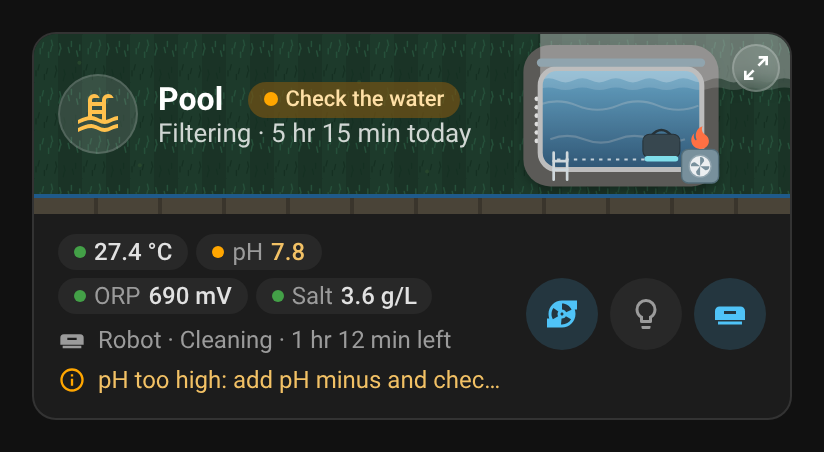 Pool
Check the water
Filtering · 5 hr 15 min today
27.4 °C
pH 7.8
ORP 690 mV
Salt 3.6 g/L
Robot · Cleaning · 1 hr 12 min left
pH too high: add pH minus and chec...